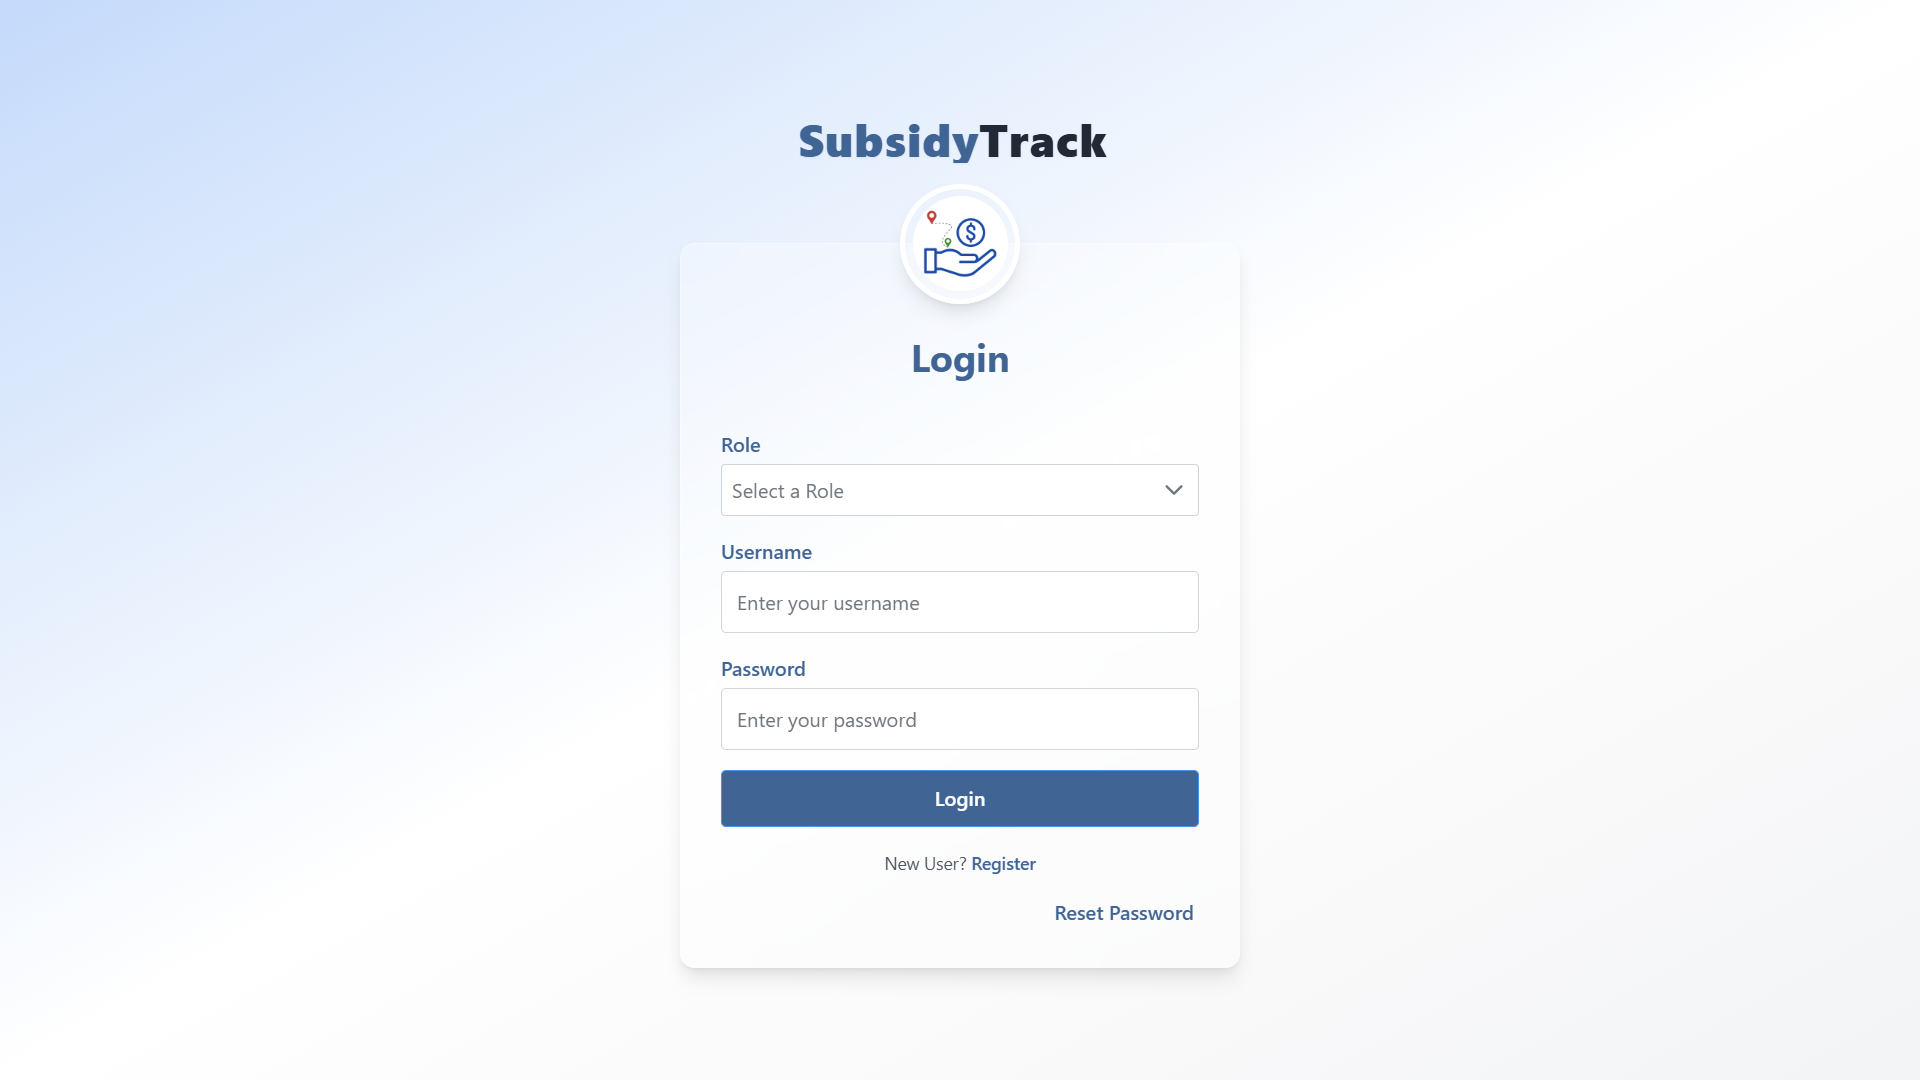 SubsidyTrack
$
Login
Role
Select a Role
Username
Enter your username
Password
Enter your password
Login
New User? Register
Reset Password